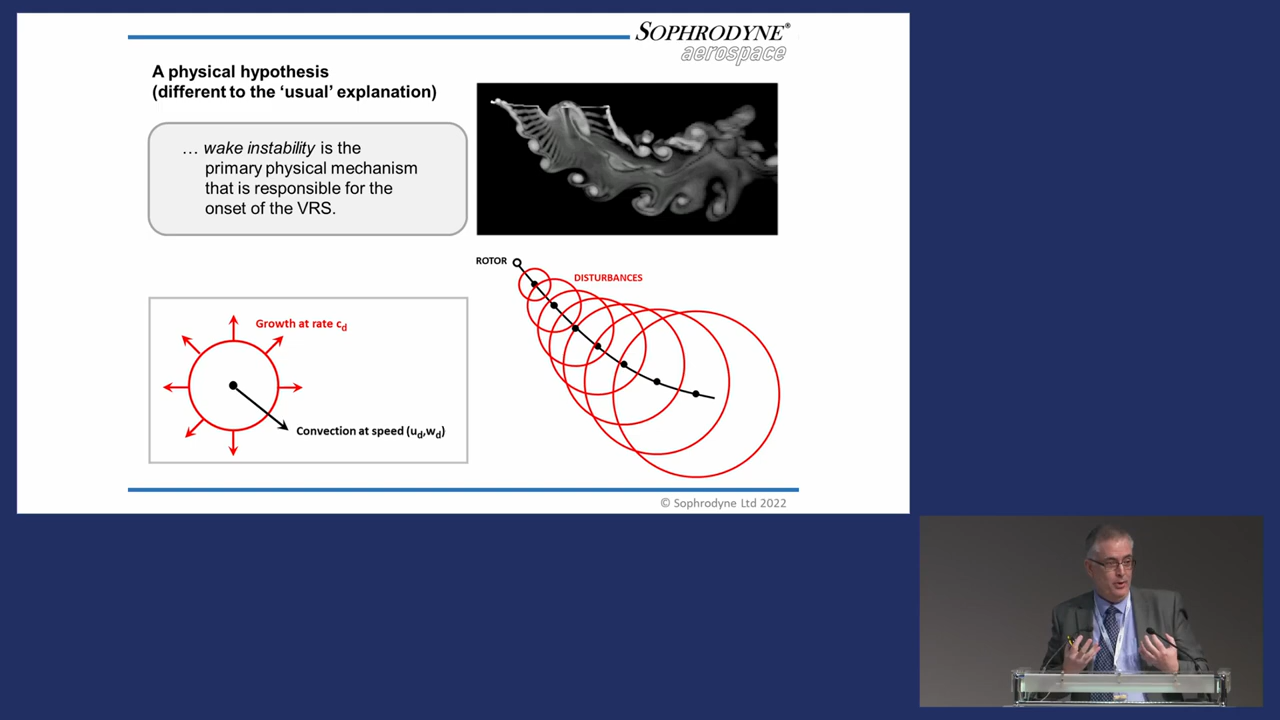 SOPHRODYNE®
aerospace
A physical hypothesis
(different to the ‘usual’ explanation)
… wake instability is the
primary physical mechanism
that is responsible for the
onset of the VRS.
ROTOR
DISTURBANCES
Growth at rate cd
Convection at speed (ud,wd)
© Sophrodyne Ltd 2022